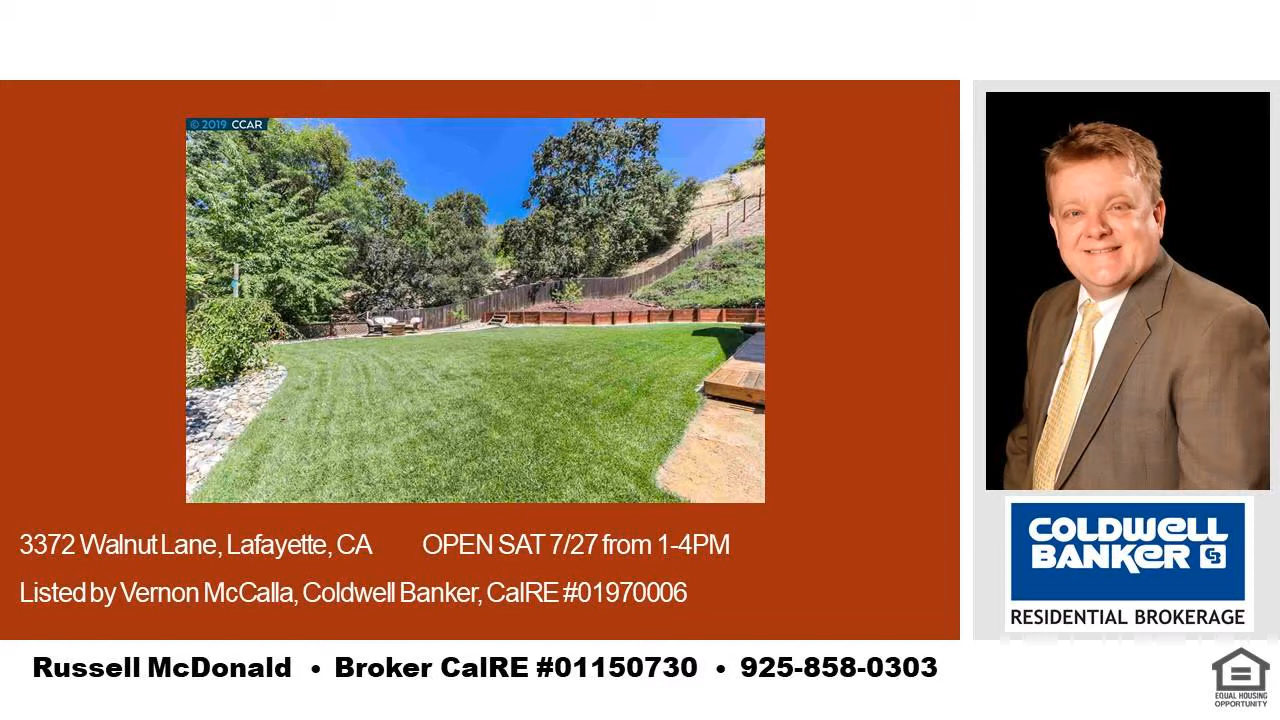 © 2019 CCAR
3372 Walnut Lane, Lafayette, CA OPEN SAT 7/27 from 1-4PM
Listed by Vernon McCalla, Coldwell Banker, CalRE #01970006
COLDWELL
BANKER CB
RESIDENTIAL BROKERAGE
Russell McDonald • Broker CalRE #01150730 • 925-858-0303
EQUAL HOUSING
OPPORTUNITY